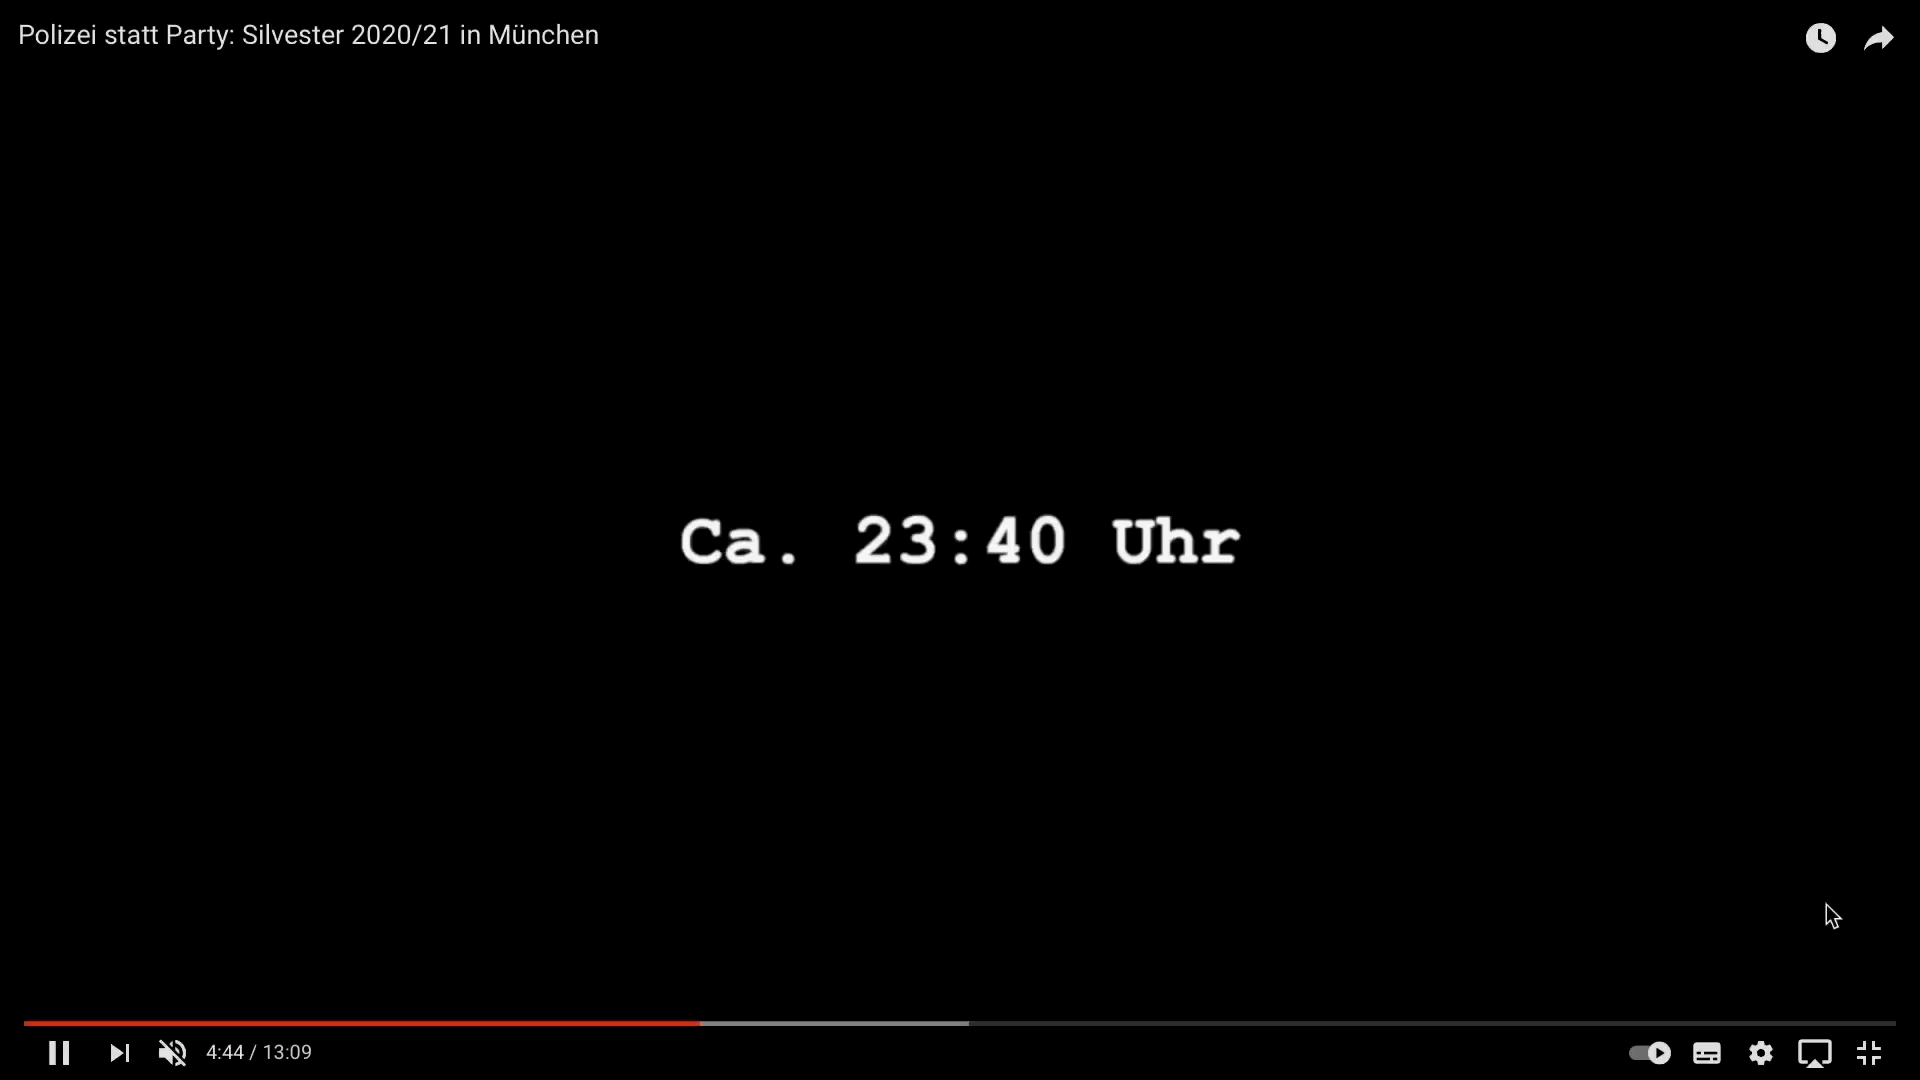 Polizei statt Party: Silvester 2020/21 in München
Ca. 23:40 Uhr
4:44 / 13:09